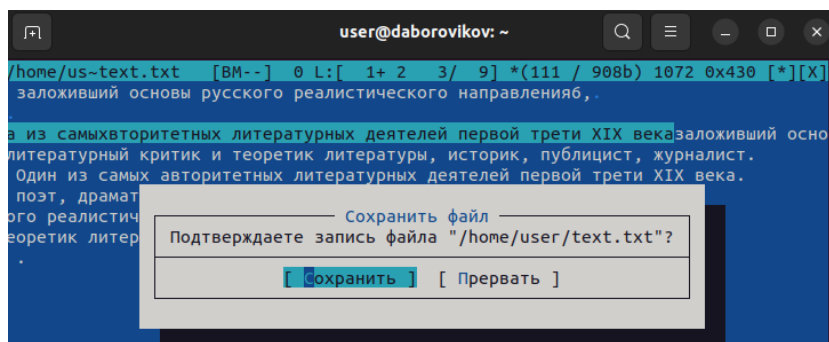 user@daborovikov: ~
/home/us~text.txt [BM--] 0 L:[ 1+ 2 3/ 9] *(111 / 908b) 1072 0x430 [*][X]
заложивший основы русского реалистического направленияб,.
.
а из самыхвторитетных литературных деятелей первой трети XIX веказаложивший осно
литературный критик и теоретик литературы, историк, публицист, журналист.
Один из самых авторитетных литературных деятелей первой трети XIX века.
поэт, драмат
ого реалистич
еоретик литер
.
Сохранить файл
Подтверждаете запись файла "/home/user/text.txt"?
[ Сохранить ] [ Прервать ]